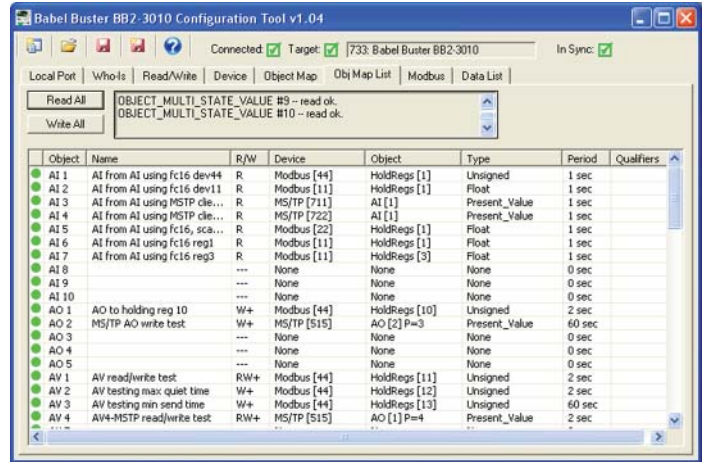 Babel Buster BB2-3010 Configuration Tool v1.04
Connected: Target: 733: Babel Buster BB2-3010 In Sync:
Local Port Who-Is Read/Write Device Object Map Obj Map List Modbus Data List
Read All
Write All
OBJECT_MULTI_STATE_VALUE #9 -- read ok.
OBJECT_MULTI_STATE_VALUE #10 -- read ok.
Object Name R/W Device Object Type Period Qualifiers
AI 1 AI from AI using fc16 dev44 R Modbus [44] HoldRegs [1] Unsigned 1 sec
AI 2 AI from AI using fc16 dev11 R Modbus [11] HoldRegs [1] Float 1 sec
AI 3 AI from AI using MSTP clie... R MS/TP [711] AI [1] Present_Value 1 sec
AI 4 AI from AI using MSTP clie... R MS/TP [722] AI [1] Present_Value 1 sec
AI 5 AI from AI using fc16, sca... R Modbus [22] HoldRegs [1] Float 1 sec
AI 6 AI from AI using fc16 reg1 R Modbus [11] HoldRegs [1] Float 1 sec
AI 7 AI from AI using fc16 reg3 R Modbus [11] HoldRegs [3] Float 1 sec
AI 8 --- None None None 0 sec
AI 9 --- None None None 0 sec
AI 10 --- None None None 0 sec
AO 1 AO to holding reg 10 W+ Modbus [44] HoldRegs [10] Unsigned 2 sec
AO 2 MS/TP AO write test W+ MS/TP [515] AO [2] P=3 Present_Value 60 sec
AO 3 --- None None None 0 sec
AO 4 --- None None None 0 sec
AO 5 --- None None None 0 sec
AV 1 AV read/write test RW+ Modbus [44] HoldRegs [11] Unsigned 2 sec
AV 2 AV testing max quiet time W+ Modbus [44] HoldRegs [12] Unsigned 2 sec
AV 3 AV testing min send time W+ Modbus [44] HoldRegs [13] Unsigned 60 sec
AV 4 AV4-MSTP read/write test RW+ MS/TP [515] AO [1] P=4 Present_Value 2 sec